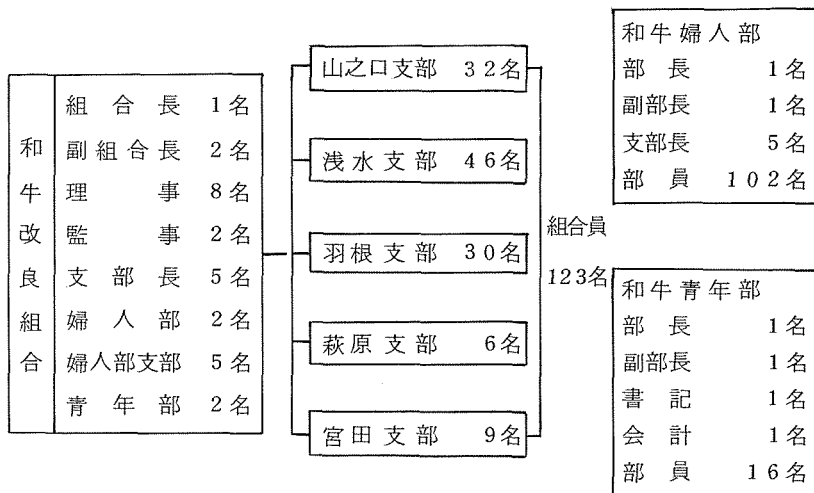 和牛改良組合
組合長 1名
副組合長 2名
理事 8名
監事 2名
支部長 5名
婦人部 2名
婦人部支部 5名
青年部 2名
山之口支部 32名
浅水支部 46名
羽根支部 30名
萩原支部 6名
宮田支部 9名
組合員
123名
和牛婦人部
部長 1名
副部長 1名
支部長 5名
部員 102名
和牛青年部
部長 1名
副部長 1名
書記 1名
会計 1名
部員 16名